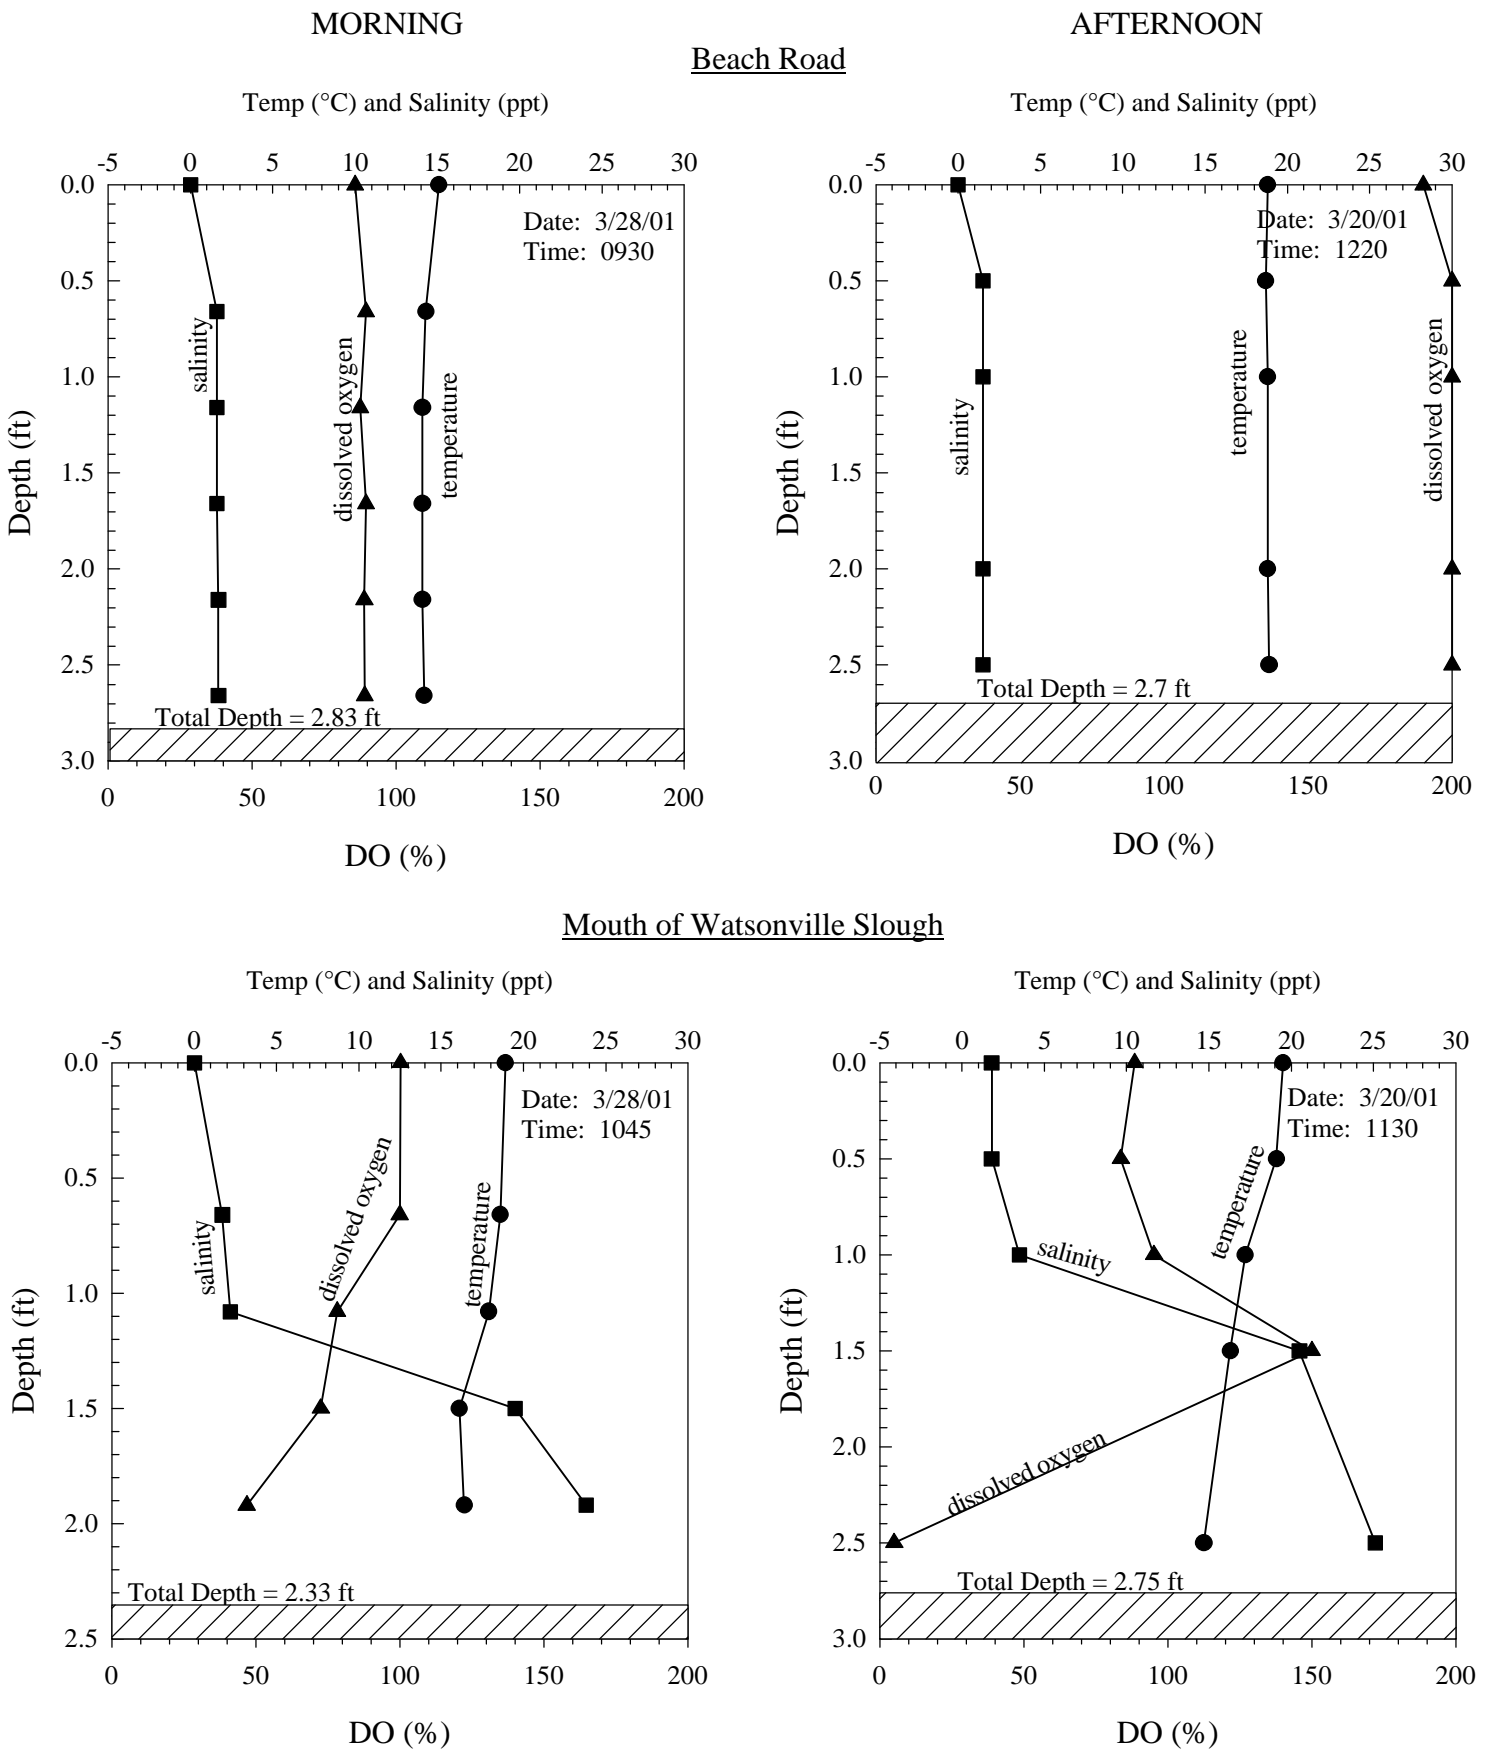 MORNING
AFTERNOON
Beach Road
Temp (°C) and Salinity (ppt)
-5 0 5 10 15 20 25 30
0.0
0.5
1.0
1.5
2.0
2.5
3.0
Depth (ft)
Date: 3/28/01
Time: 0930
salinity
dissolved oxygen
temperature
Total Depth = 2.83 ft
0 50 100 150 200
DO (%)
Temp (°C) and Salinity (ppt)
-5 0 5 10 15 20 25 30
0.0
0.5
1.0
1.5
2.0
2.5
3.0
Depth (ft)
Date: 3/20/01
Time: 1220
salinity
temperature
dissolved oxygen
Total Depth = 2.7 ft
0 50 100 150 200
DO (%)
Mouth of Watsonville Slough
Temp (°C) and Salinity (ppt)
-5 0 5 10 15 20 25 30
0.0
0.5
1.0
1.5
2.0
2.5
Depth (ft)
Date: 3/28/01
Time: 1045
salinity
dissolved oxygen
temperature
Total Depth = 2.33 ft
0 50 100 150 200
DO (%)
Temp (°C) and Salinity (ppt)
-5 0 5 10 15 20 25 30
0.0
0.5
1.0
1.5
2.0
2.5
3.0
Depth (ft)
Date: 3/20/01
Time: 1130
temperature
salinity
dissolved oxygen
Total Depth = 2.75 ft
0 50 100 150 200
DO (%)